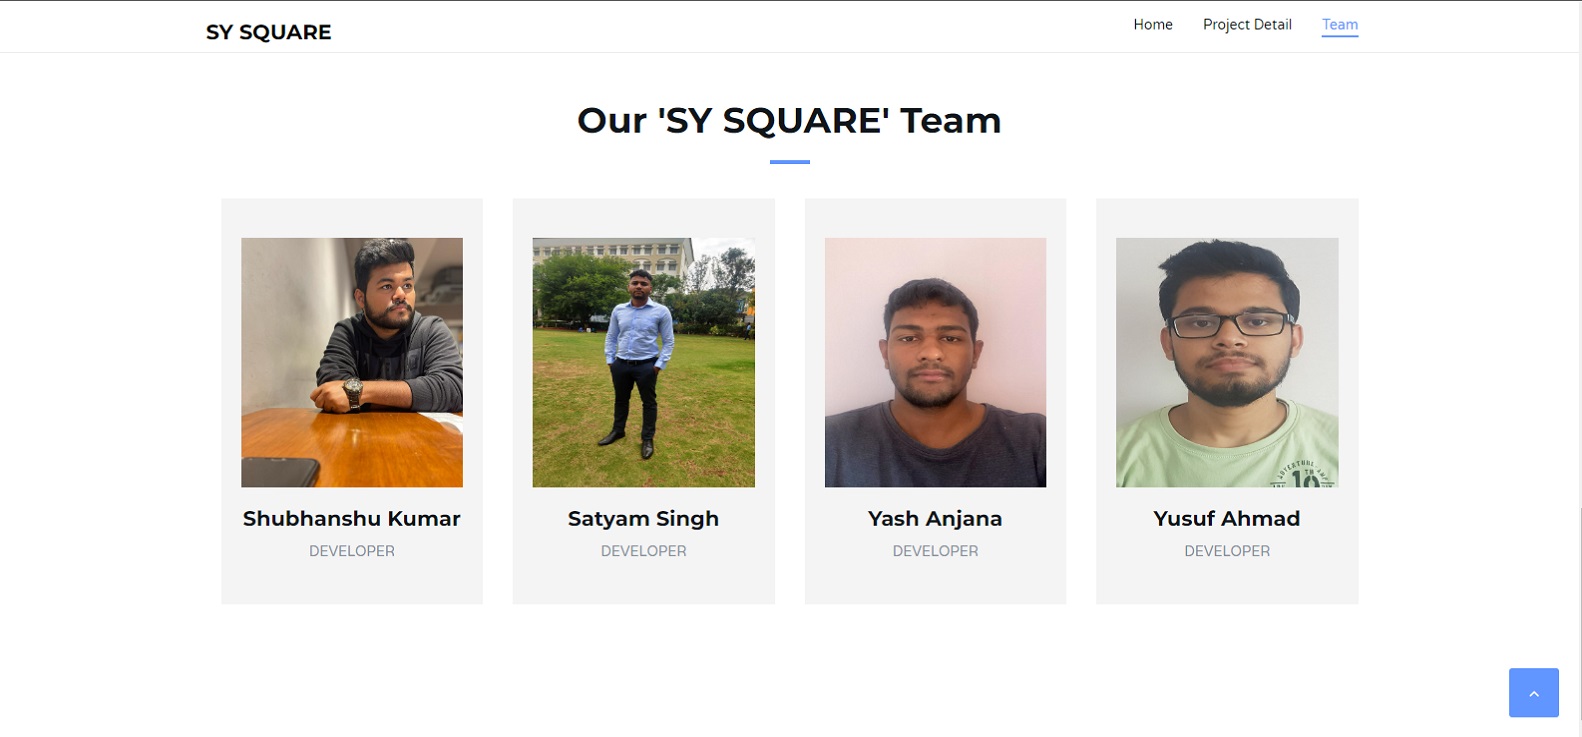 SY SQUARE
Home
Project Detail
Team
Our 'SY SQUARE' Team
Shubhanshu Kumar
DEVELOPER
Satyam Singh
DEVELOPER
Yash Anjana
DEVELOPER
Yusuf Ahmad
DEVELOPER